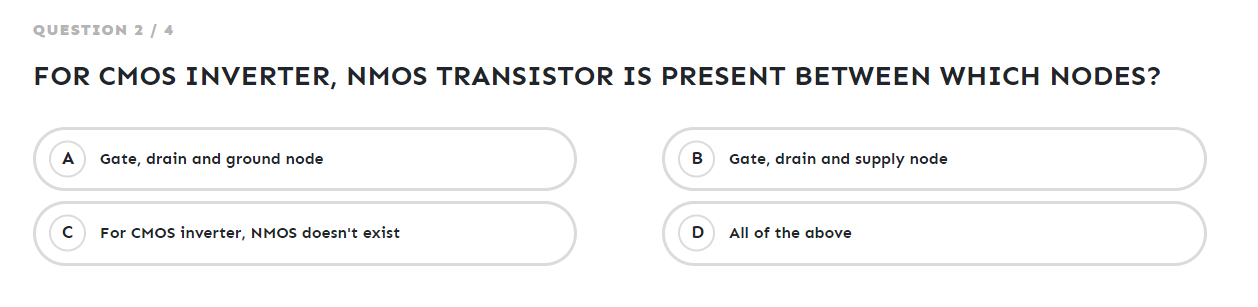 QUESTION 2 / 4
FOR CMOS INVERTER, NMOS TRANSISTOR IS PRESENT BETWEEN WHICH NODES?
A Gate, drain and ground node
B Gate, drain and supply node
C For CMOS inverter, NMOS doesn't exist
D All of the above